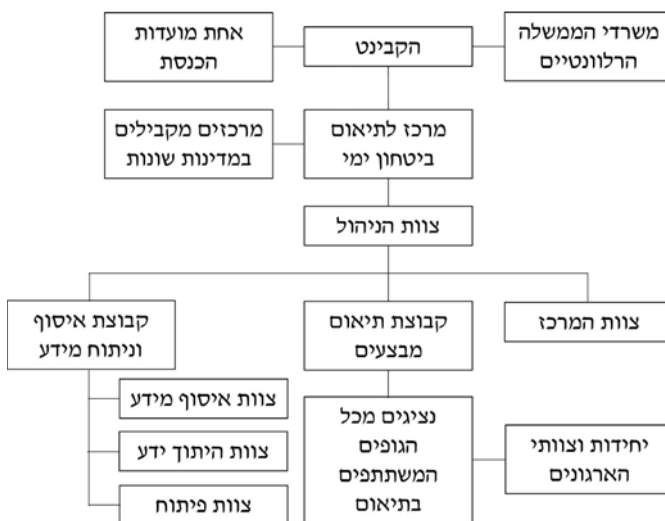 משרדי הממשלה
הרלוונטיים
הקבינט
אחת מועדות
הכנסת
מרכז לתיאום
ביטחון ימי
מרכזים מקבילים
במדינות שונות
צוות הניהול
צוות המרכז
קבוצת תיאום
מבצעים
קבוצת איסוף
וניתוח מידע
יחידות וצוותי
הארגונים
נציגים מכל
הגופים
המשתתפים
בתיאום
צוות איסוף מידע
צוות היתוך ידע
צוות פיתוח